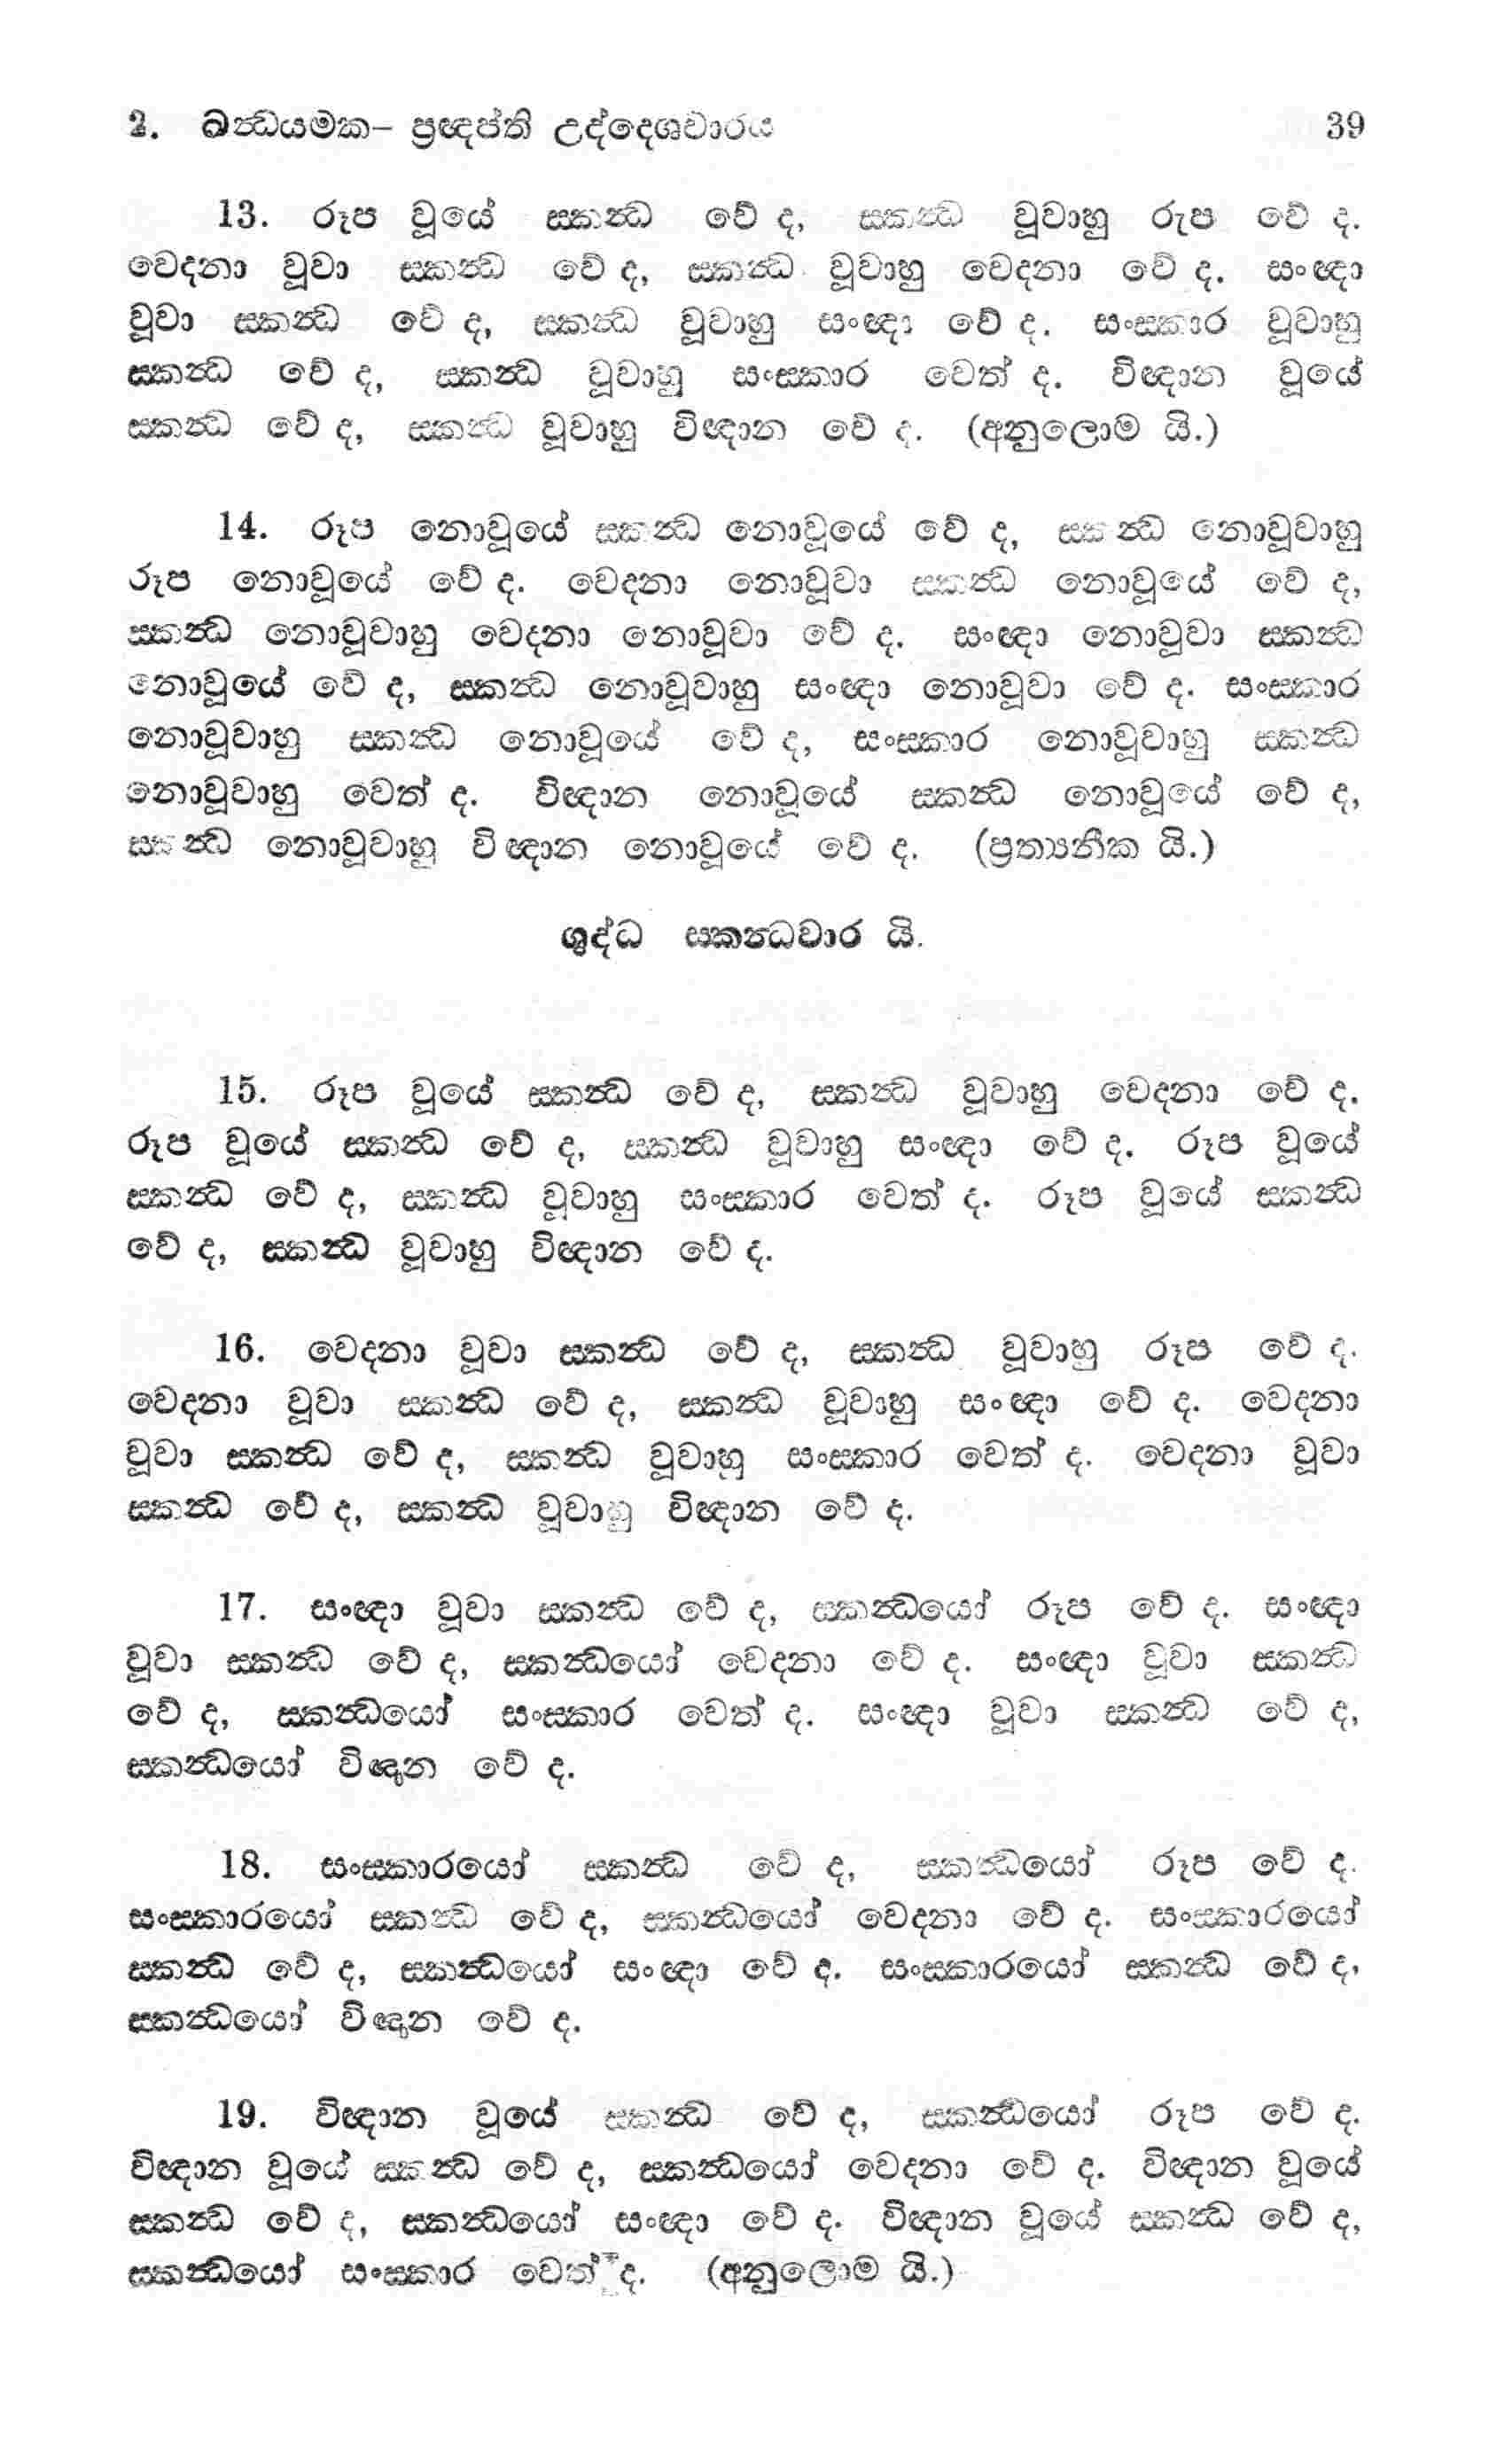 2. ඛන්ධයමක– ප්‍රඥප්ති උද්දෙශවාරය 39
13. රූප වූයේ ස්කන්ධ වේ ද, ස්කන්ධ වූවාහු රූප වේ ද.
වෙදනා වූවා ස්කන්ධ වේ ද, ස්කන්ධ වූවාහු වෙදනා වේ ද. සංඥා
වූවා ස්කන්ධ වේ ද, ස්කන්ධ වූවාහු සංඥා වේ ද. සංස්කාර වූවාහු
ස්කන්ධ වේ ද, ස්කන්ධ වූවාහු සංස්කාර වෙත් ද. විඥාන වූයේ
ස්කන්ධ වේ ද, ස්කන්ධ වූවාහු විඥාන වේ ද. (අනුලොම යි.)
14. රූප නොවූයේ ස්කන්ධ නොවූයේ වේ ද, ස්කන්ධ නොවූවාහු
රූප නොවූයේ වේ ද. වෙදනා නොවූවා ස්කන්ධ නොවූයේ වේ ද,
ස්කන්ධ නොවූවාහු වෙදනා නොවූවා වේ ද. සංඥා නොවූවා ස්කන්ධ
නොවූයේ වේ ද, ස්කන්ධ නොවූවාහු සංඥා නොවූවා වේ ද. සංස්කාර
නොවූවාහු ස්කන්ධ නොවූයේ වේ ද, සංස්කාර නොවූවාහු ස්කන්ධ
නොවූවාහු වෙත් ද. විඥාන නොවූයේ ස්කන්ධ නොවූයේ වේ ද,
ස්කන්ධ නොවූවාහු විඥාන නොවූයේ වේ ද. (ප්‍රත්‍යනීක යි.)
ශුද්ධ ස්කන්ධවාර යි.
15. රූප වූයේ ස්කන්ධ වේ ද, ස්කන්ධ වූවාහු වෙදනා වේ ද.
රූප වූයේ ස්කන්ධ වේ ද, ස්කන්ධ වූවාහු සංඥා වේ ද. රූප වූයේ
ස්කන්ධ වේ ද, ස්කන්ධ වූවාහු සංස්කාර වෙත් ද. රූප වූයේ ස්කන්ධ
වේ ද, ස්කන්ධ වූවාහු විඥාන වේ ද.
16. වෙදනා වූවා ස්කන්ධ වේ ද, ස්කන්ධ වූවාහු රූප වේ ද.
වෙදනා වූවා ස්කන්ධ වේ ද, ස්කන්ධ වූවාහු සංඥා වේ ද. වෙදනා
වූවා ස්කන්ධ වේ ද, ස්කන්ධ වූවාහු සංස්කාර වෙත් ද. වෙදනා වූවා
ස්කන්ධ වේ ද, ස්කන්ධ වූවාහු විඥාන වේ ද.
17. සංඥා වූවා ස්කන්ධ වේ ද, ස්කන්ධයෝ රූප වේ ද. සංඥා
වූවා ස්කන්ධ වේ ද, ස්කන්ධයෝ වෙදනා වේ ද. සංඥා වූවා ස්කන්ධ
වේ ද, ස්කන්ධයෝ සංස්කාර වෙත් ද. සංඥා වූවා ස්කන්ධ වේ ද,
ස්කන්ධයෝ විඥාන වේ ද.
18. සංස්කාරයෝ ස්කන්ධ වේ ද, ස්කන්ධයෝ රූප වේ ද.
සංස්කාරයෝ ස්කන්ධ වේ ද, ස්කන්ධයෝ වෙදනා වේ ද. සංස්කාරයෝ
ස්කන්ධ වේ ද, ස්කන්ධයෝ සංඥා වේ ද. සංස්කාරයෝ ස්කන්ධ වේ ද,
ස්කන්ධයෝ විඥාන වේ ද.
19. විඥාන වූයේ ස්කන්ධ වේ ද, ස්කන්ධයෝ රූප වේ ද.
විඥාන වූයේ ස්කන්ධ වේ ද, ස්කන්ධයෝ වෙදනා වේ ද. විඥාන වූයේ
ස්කන්ධ වේ ද, ස්කන්ධයෝ සංඥා වේ ද. විඥාන වූයේ ස්කන්ධ වේ ද,
ස්කන්ධයෝ සංස්කාර වෙත් ද. (අනුලොම යි.)